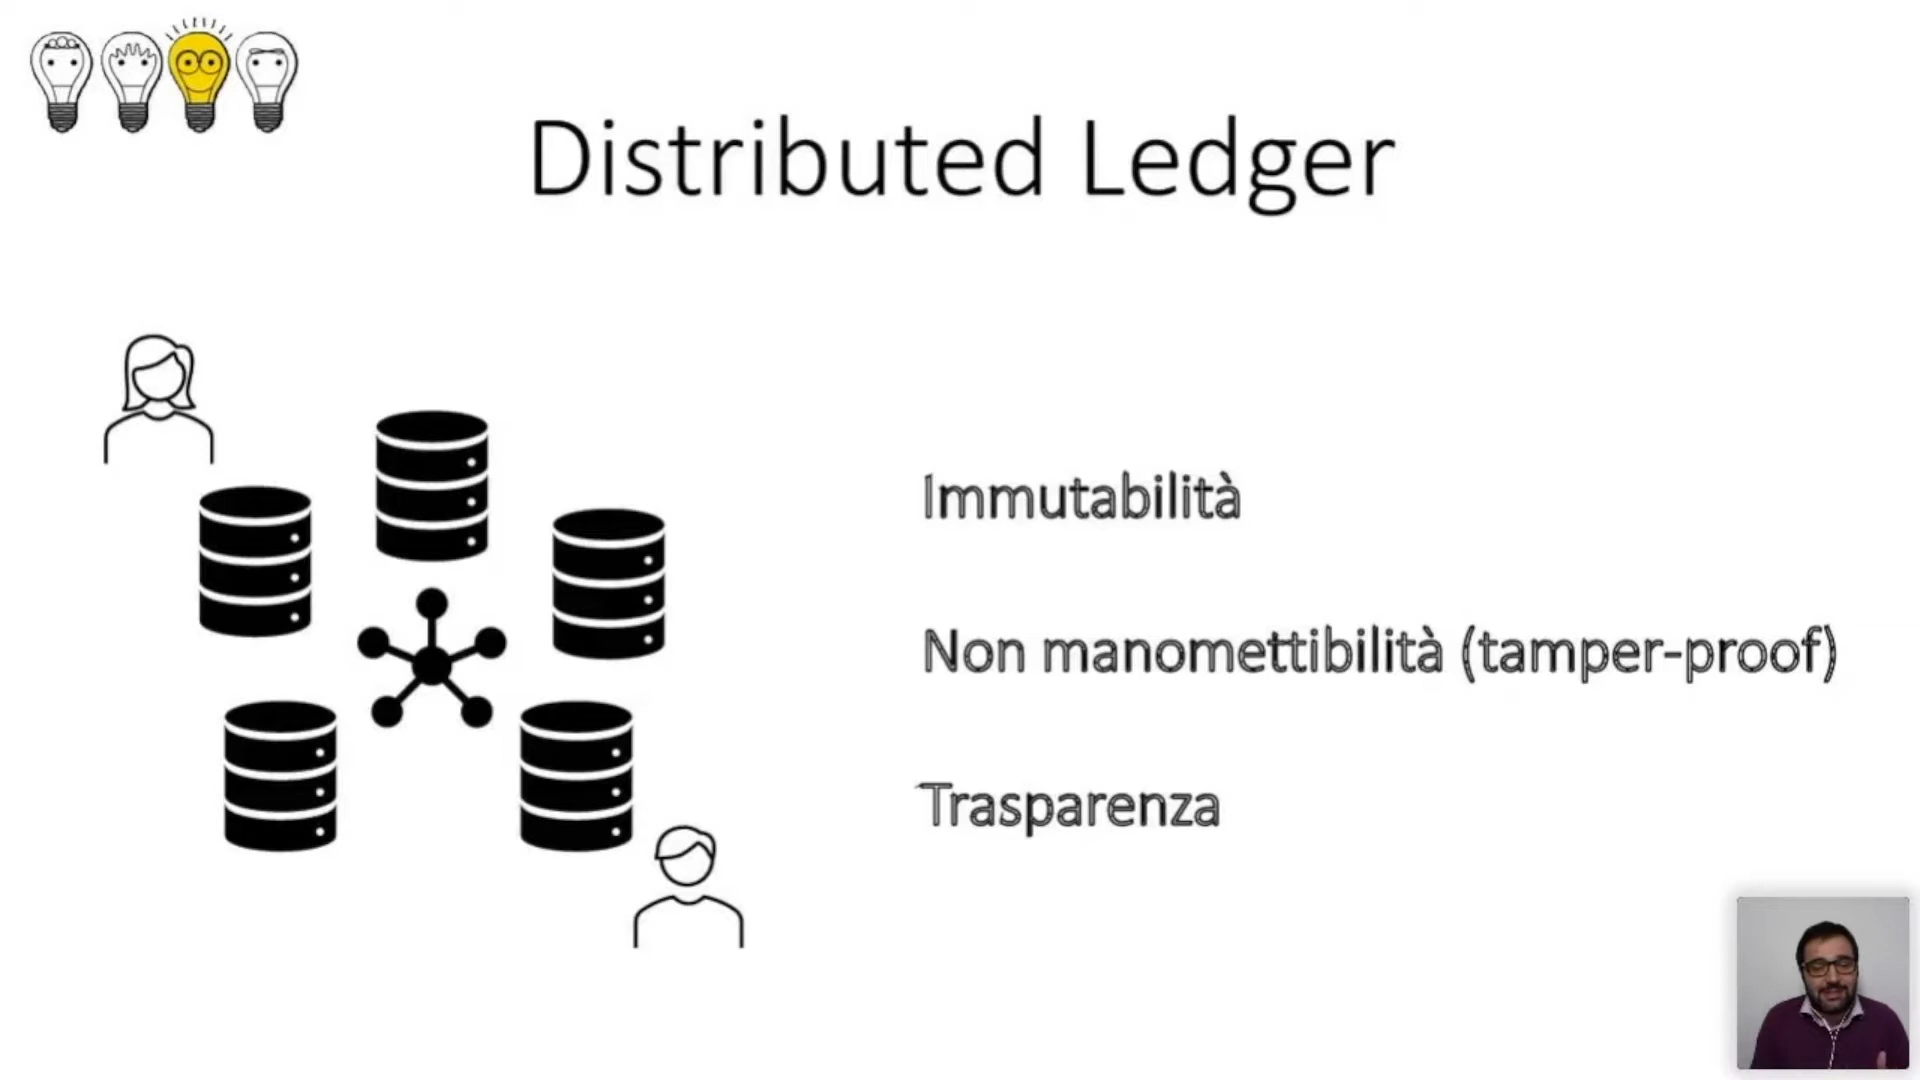 Distributed Ledger
Immutabilità
Non manomettibilità (tamper-proof)
Trasparenza